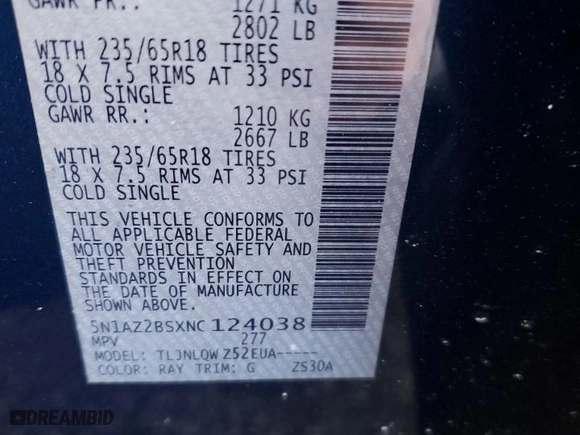 GAWR FR.: 1271 KG
2802 LB
WITH 235/65R18 TIRES
18 X 7.5 RIMS AT 33 PSI
COLD SINGLE
GAWR RR.: 1210 KG
2667 LB
WITH 235/65R18 TIRES
18 X 7.5 RIMS AT 33 PSI
COLD SINGLE
THIS VEHICLE CONFORMS TO
ALL APPLICABLE FEDERAL
MOTOR VEHICLE SAFETY AND
THEFT PREVENTION
STANDARDS IN EFFECT ON
THE DATE OF MANUFACTURE
SHOWN ABOVE.
5N1AZ2BSXNC124038
MPV 277
MODEL: TLJNLQW Z52EUA-----
COLOR: RAY TRIM: G ZS30A
DREAMBID